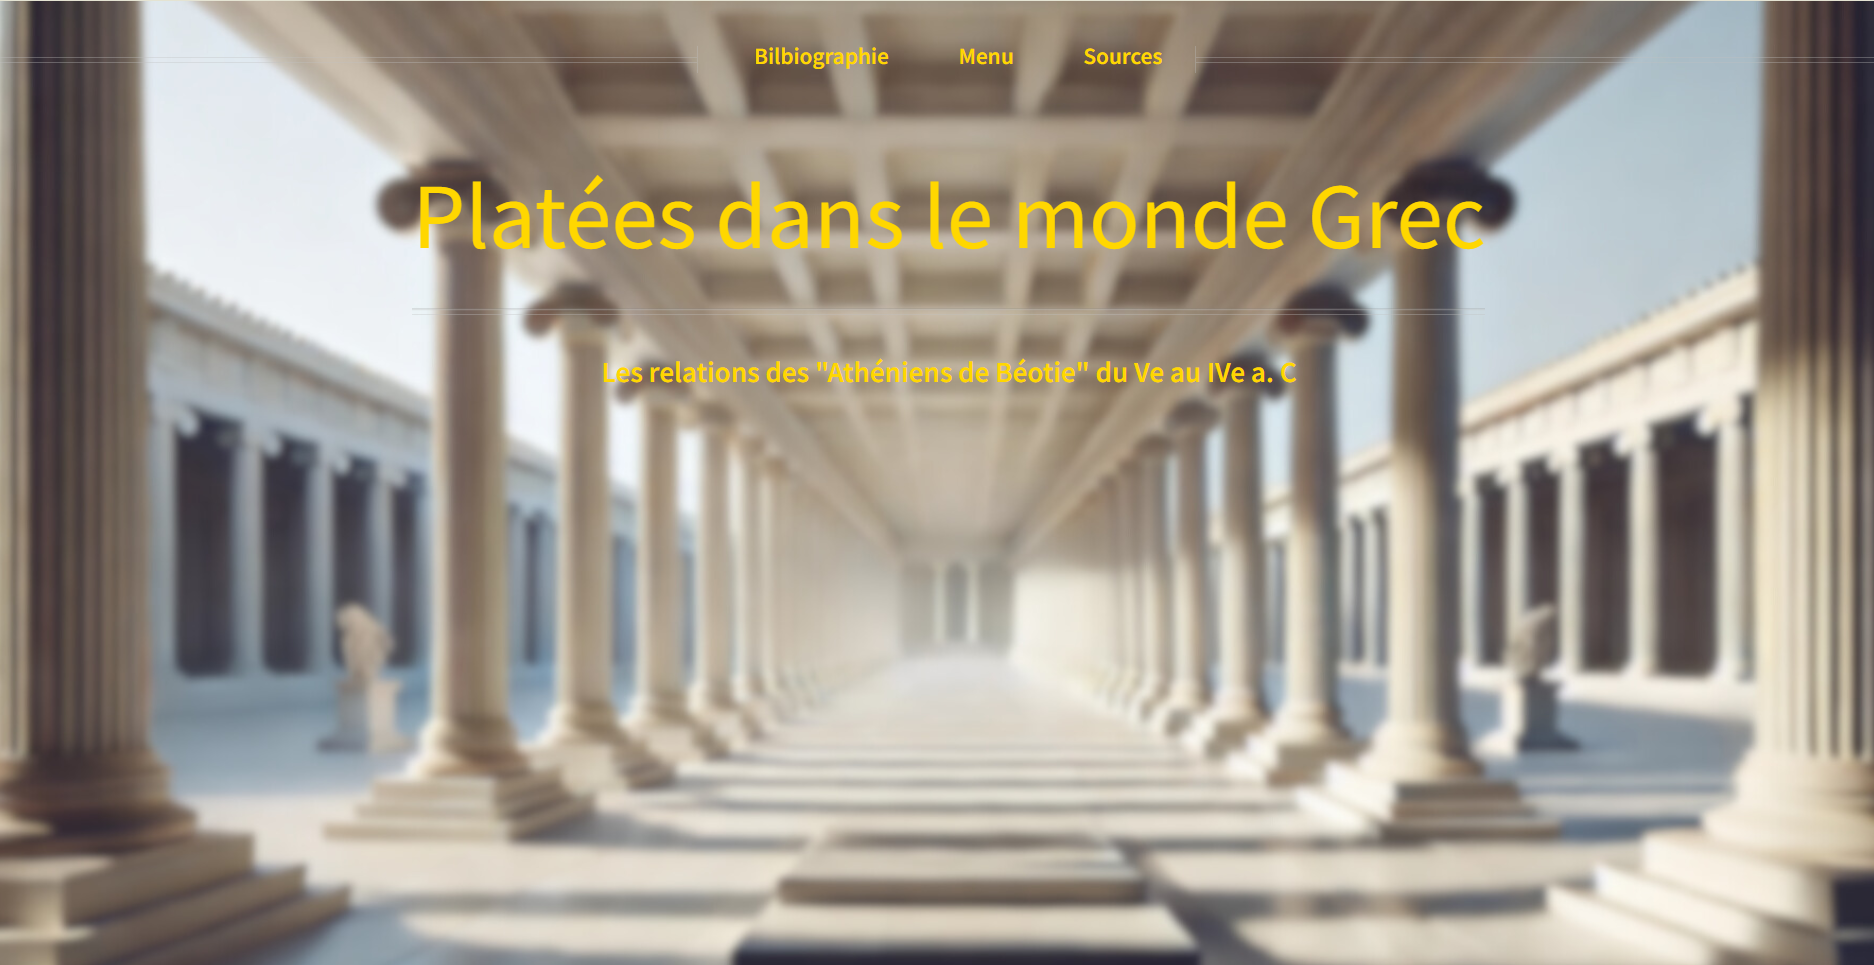 Bilbiographie Menu Sources
Platées dans le monde Grec
Les relations des "Athéniens de Béotie" du Ve au IVe a. C